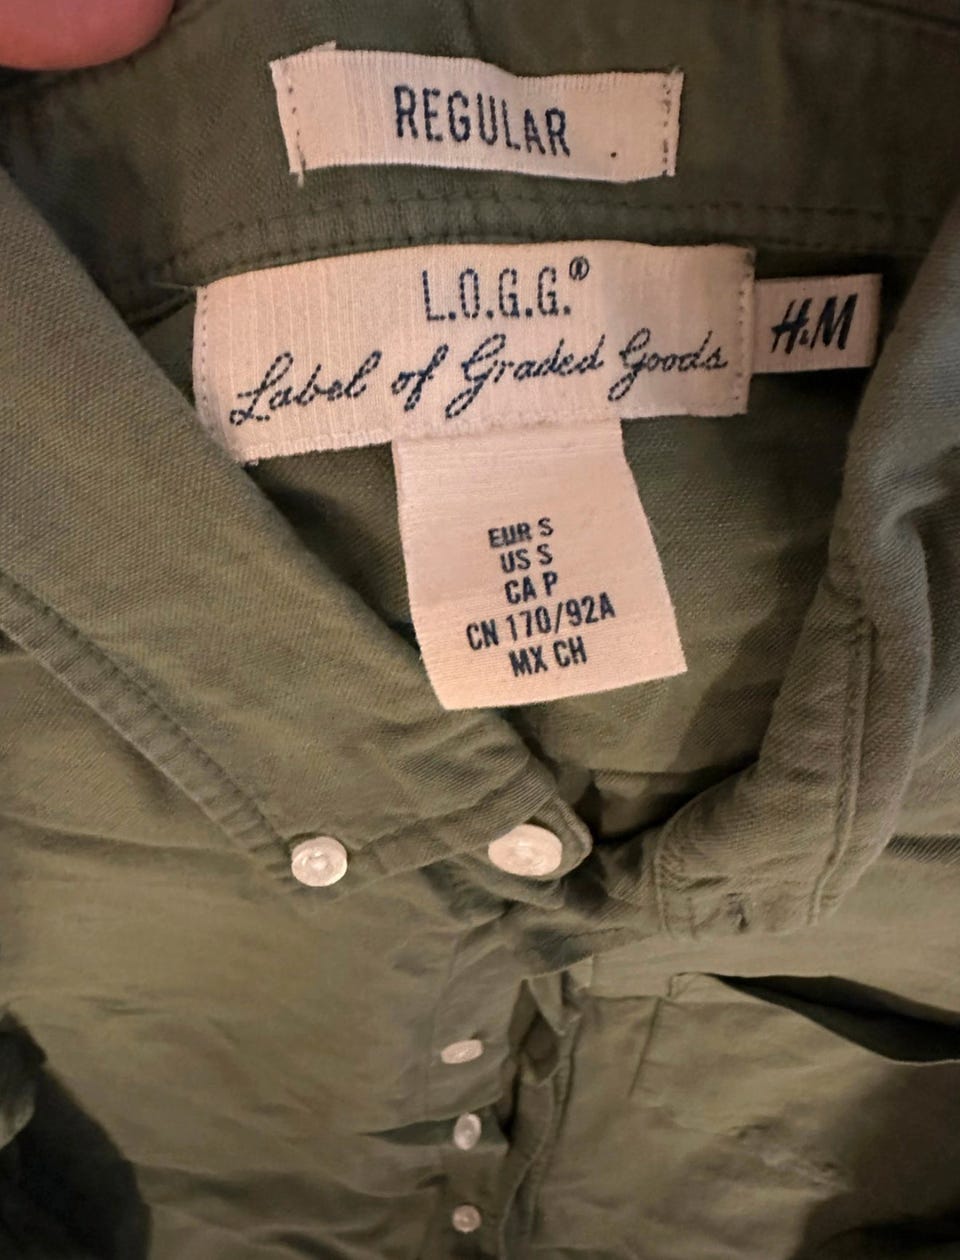 REGULAR
L.O.G.G.®
Label of Graded Goods
H&M
EUR S
US S
CA P
CN 170/92A
MX CH